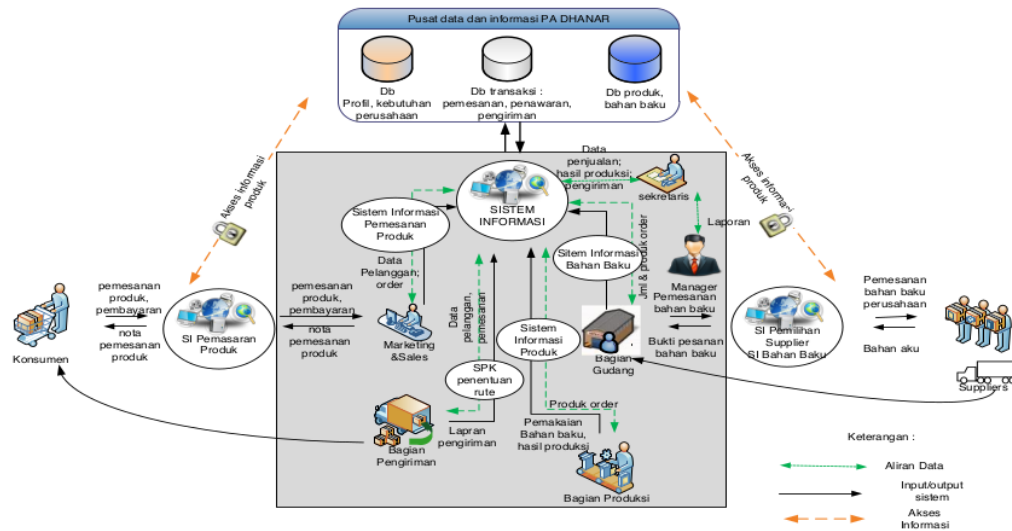 Pusat data dan informasi PA DHANAR
Db
Profil, kebutuhan
perusahaan
Db transaksi :
pemesanan, penawaran,
pengiriman
Db produk,
bahan baku
Akses informasi
produk
Akses informasi
produk
Data
penjualan;
hasil produksi;
pengiriman
sekretaris
SISTEM
INFORMASI
Sistem Informasi
Pemesanan
Produk
Sitem Informasi
Bahan Baku
Laporan
Manager
Data
Pelanggan;
order
Jml & produk order
Data
pelanggan,
pemesanan
pemesanan
produk,
pembayaran
nota
pemesanan produk
Konsumen
SI Pemasaran
Produk
pemesanan
produk,
pembayaran
nota
pemesanan
produk
Marketing
&Sales
Sistem
Informasi
Produk
Bagian
Gudang
Pemesanan
bahan baku
Bukti pesanan
bahan baku
SI Pemilihan
Supplier
SI Bahan Baku
Pemesanan
bahan baku
perusahaan
Bahan aku
Suppliers
SPK
penentuan
rute
Produk order
Lapran
pengiriman
Bagian
Pengiriman
Pemakaian
Bahan baku,
hasil produksi
Bagian Produksi
Keterangan :
Aliran Data
Input/output
sistem
Akses
Informasi